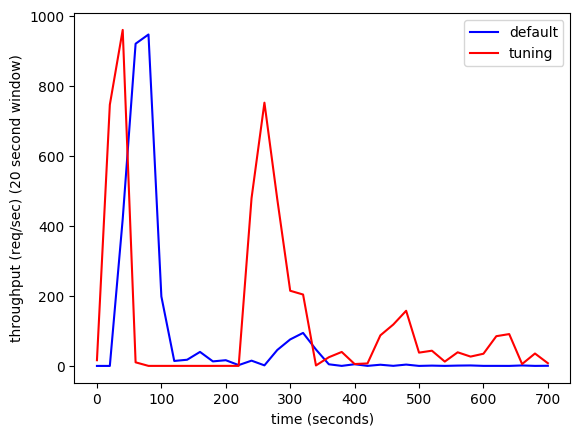 default
tuning
throughput (req/sec) (20 second window)
1000
800
600
400
200
0
0 100 200 300 400 500 600 700
time (seconds)